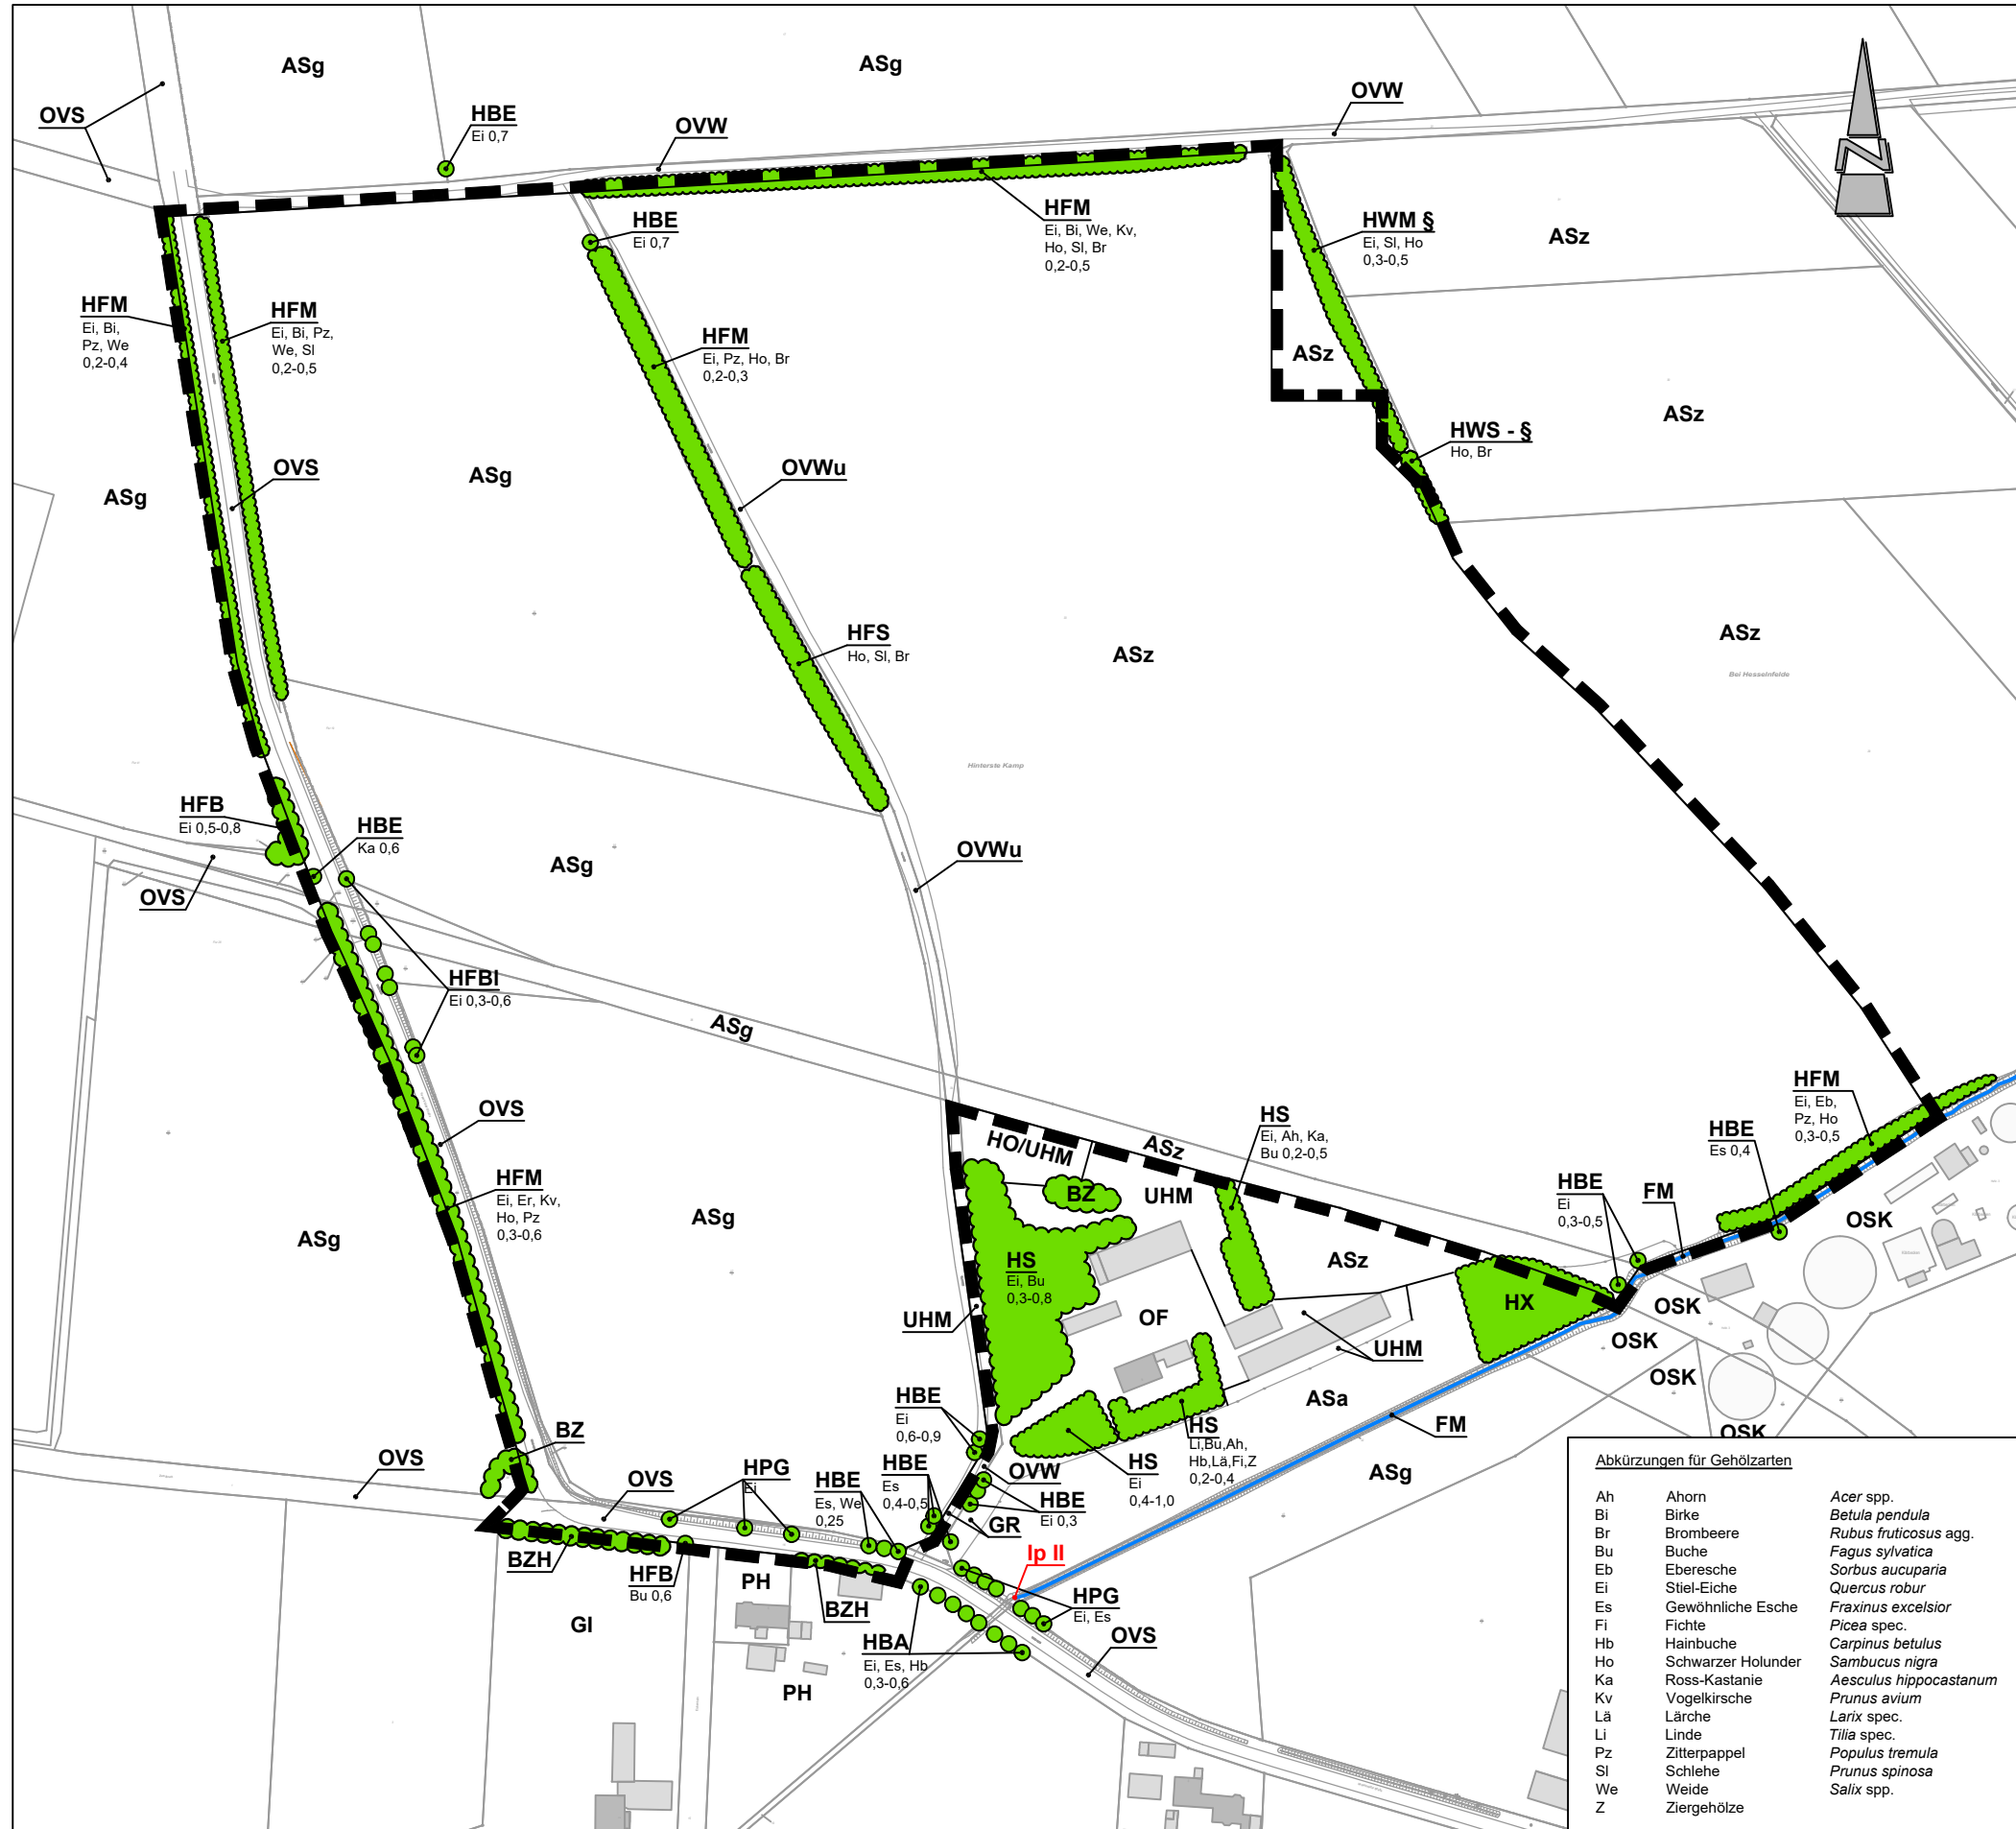 ASg
ASg
OVS
HBE
Ei 0,7
OVW
OVW
N
HBE
Ei 0,7
HFM
Ei, Bi, We, Kv,
Ho, Sl, Br
0,2-0,5
HWM §
Ei, Sl, Ho
0,3-0,5
ASz
HFM
Ei, Bi,
Pz, We
0,2-0,4
HFM
Ei, Bi, Pz,
We, Sl
0,2-0,5
HFM
Ei, Pz, Ho, Br
0,2-0,3
ASz
ASz
HWS - §
Ho, Br
OVS
ASg
ASg
OVWu
HFS
Ho, Sl, Br
ASz
ASz
Bei Hesselnfelde
Hinterste Kamp
HFB
Ei 0,5-0,8
HBE
Ka 0,6
ASg
OVWu
OVS
HFBl
Ei 0,3-0,6
ASg
OVS
HFM
Ei, Eb,
Pz, Ho
0,3-0,5
HS
Ei, Ah, Ka,
Bu 0,2-0,5
HBE
Es 0,4
HO/UHM
ASz
HFM
Ei, Er, Kv,
Ho, Pz
0,3-0,6
BZ
UHM
HBE
Ei
0,3-0,5
FM
OSK
ASg
ASg
HS
Ei, Bu
0,3-0,8
ASz
HX
OSK
UHM
OF
UHM
OSK
OSK
HBE
Ei
0,6-0,9
ASa
FM
BZ
HS
Li,Bu,Ah,
Hb,Lä,Fi,Z
0,2-0,4
OSK
OVS
OVS
HPG
Ei
HBE
Es, We
0,25
HBE
Es
0,4-0,5
OVW
HS
Ei
0,4-1,0
ASg
HBE
Ei 0,3
GR
Ip II
BZH
HFB
Bu 0,6
PH
BZH
HPG
Ei, Es
GI
HBA
Ei, Es, Hb
0,3-0,6
OVS
PH
Abkürzungen für Gehölzarten
Ah Ahorn Acer spp.
Bi Birke Betula pendula
Br Brombeere Rubus fruticosus agg.
Bu Buche Fagus sylvatica
Eb Eberesche Sorbus aucuparia
Ei Stiel-Eiche Quercus robur
Es Gewöhnliche Esche Fraxinus excelsior
Fi Fichte Picea spec.
Hb Hainbuche Carpinus betulus
Ho Schwarzer Holunder Sambucus nigra
Ka Ross-Kastanie Aesculus hippocastanum
Kv Vogelkirsche Prunus avium
Lä Lärche Larix spec.
Li Linde Tilia spec.
Pz Zitterpappel Populus tremula
Sl Schlehe Prunus spinosa
We Weide Salix spp.
Z Ziergehölze